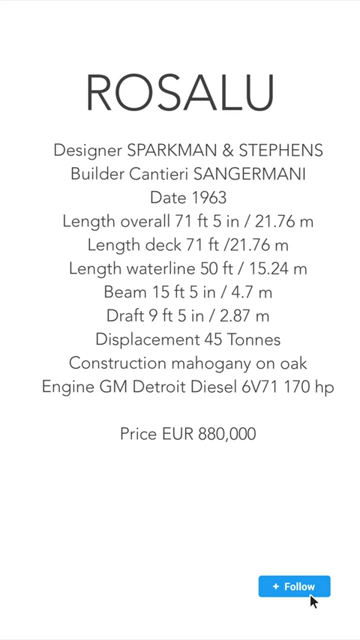 ROSALU
Designer SPARKMAN & STEPHENS
Builder Cantieri SANGERMANI
Date 1963
Length overall 71 ft 5 in / 21.76 m
Length deck 71 ft /21.76 m
Length waterline 50 ft / 15.24 m
Beam 15 ft 5 in / 4.7 m
Draft 9 ft 5 in / 2.87 m
Displacement 45 Tonnes
Construction mahogany on oak
Engine GM Detroit Diesel 6V71 170 hp
Price EUR 880,000
+ Follow